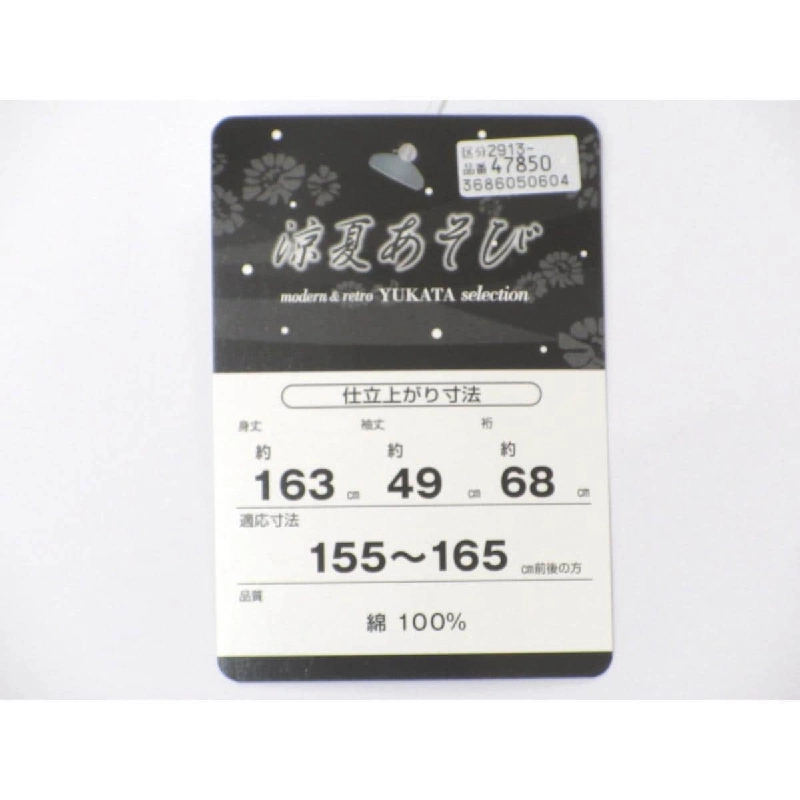 区分2913-
品番47850
3686050604
涼夏あそび
modern & retro YUKATA selection
仕立上がり寸法
身丈 袖丈 裄
約 約 約
163 cm 49 cm 68 cm
適応寸法
155～165 cm前後の方
品質
綿 100%